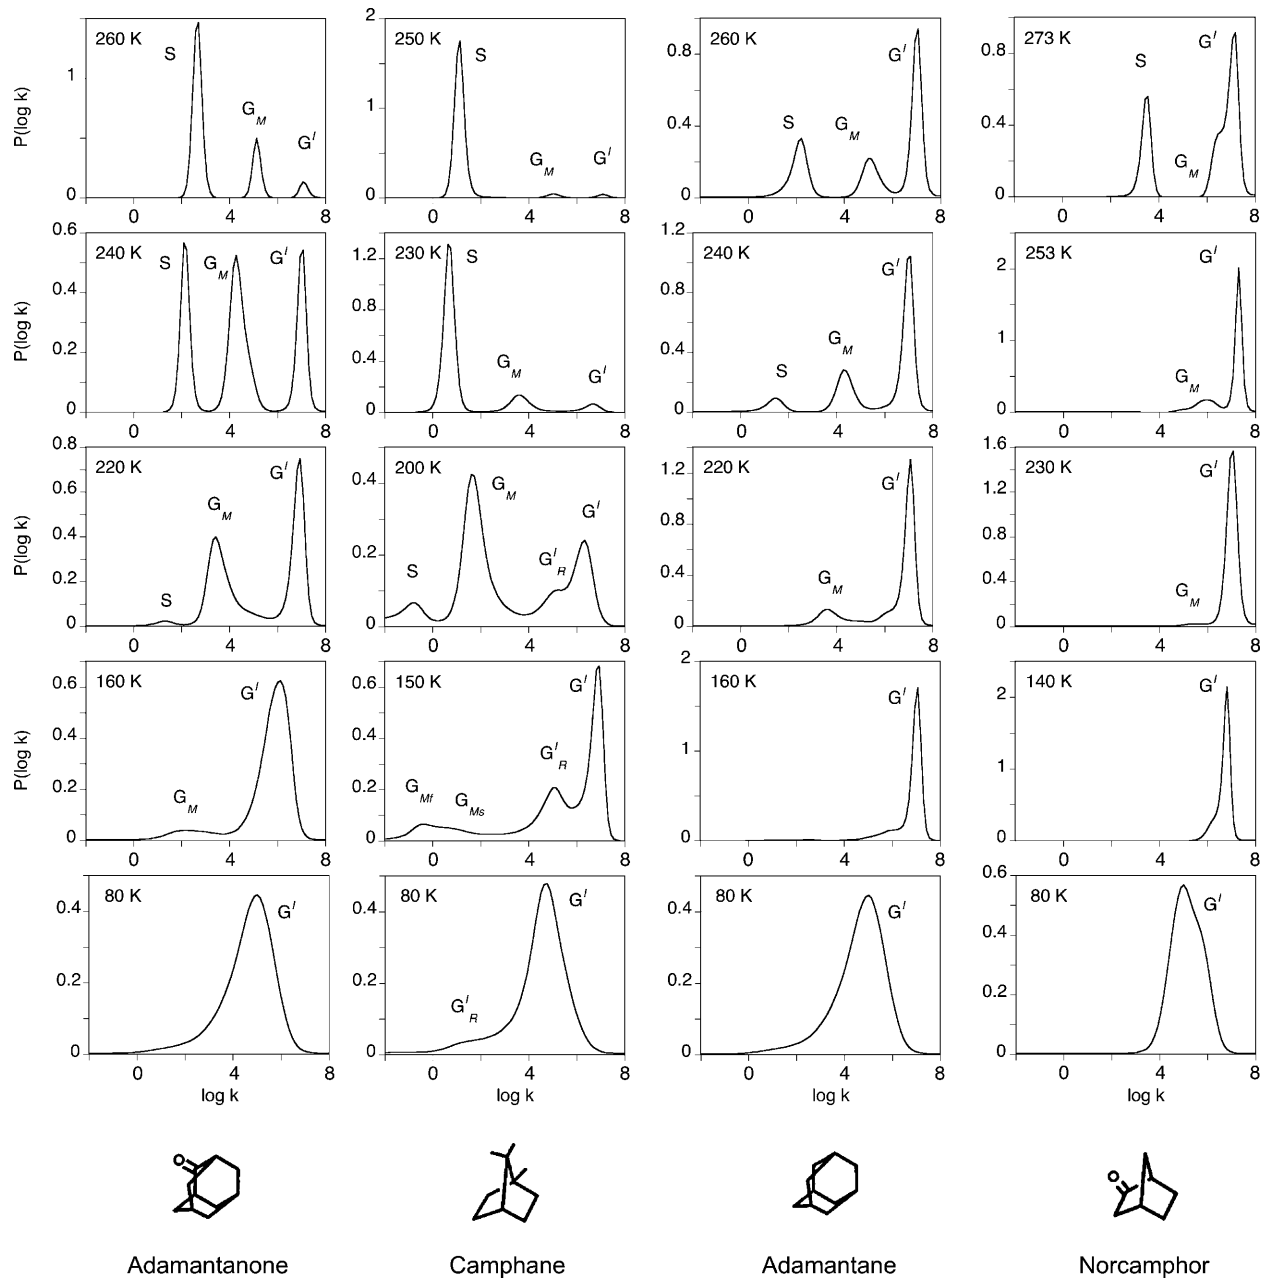 260 K S G_M G^I P(log k) 1 0 0 4 8
250 K S G_M G^I 2 1 0 0 4 8
260 K S G_M G^I 0.8 0.4 0 0 4 8
273 K S G_M G^I 0.8 0.4 0 0 4 8
240 K S G_M G^I P(log k) 0.6 0.4 0.2 0 0 4 8
230 K S G_M G^I 1.2 0.8 0.4 0 0 4 8
240 K S G_M G^I 1.2 0.8 0.4 0 0 4 8
253 K G_M G^I 2 1 0 0 4 8
220 K S G_M G^I P(log k) 0.8 0.6 0.4 0.2 0 0 4 8
200 K S G_M G^I_R G^I 0.4 0.2 0 0 4 8
220 K G_M G^I 1.2 0.8 0.4 0 0 4 8
230 K G_M G^I 1.6 1.2 0.8 0.4 0 0 4 8
160 K G_M G^I P(log k) 0.6 0.4 0.2 0 0 4 8
150 K G_Mf G_Ms G^I_R G^I 0.6 0.4 0.2 0 0 4 8
160 K G^I 2 1 0 0 4 8
140 K G^I 2 1 0 0 4 8
80 K G^I 0.4 0.2 0 0 4 8 log k
80 K G^I_R G^I 0.4 0.2 0 0 4 8 log k
80 K G^I 0.4 0.2 0 0 4 8 log k
80 K G^I 0.6 0.4 0.2 0 0 4 8 log k
O O
Adamantanone Camphane Adamantane Norcamphor